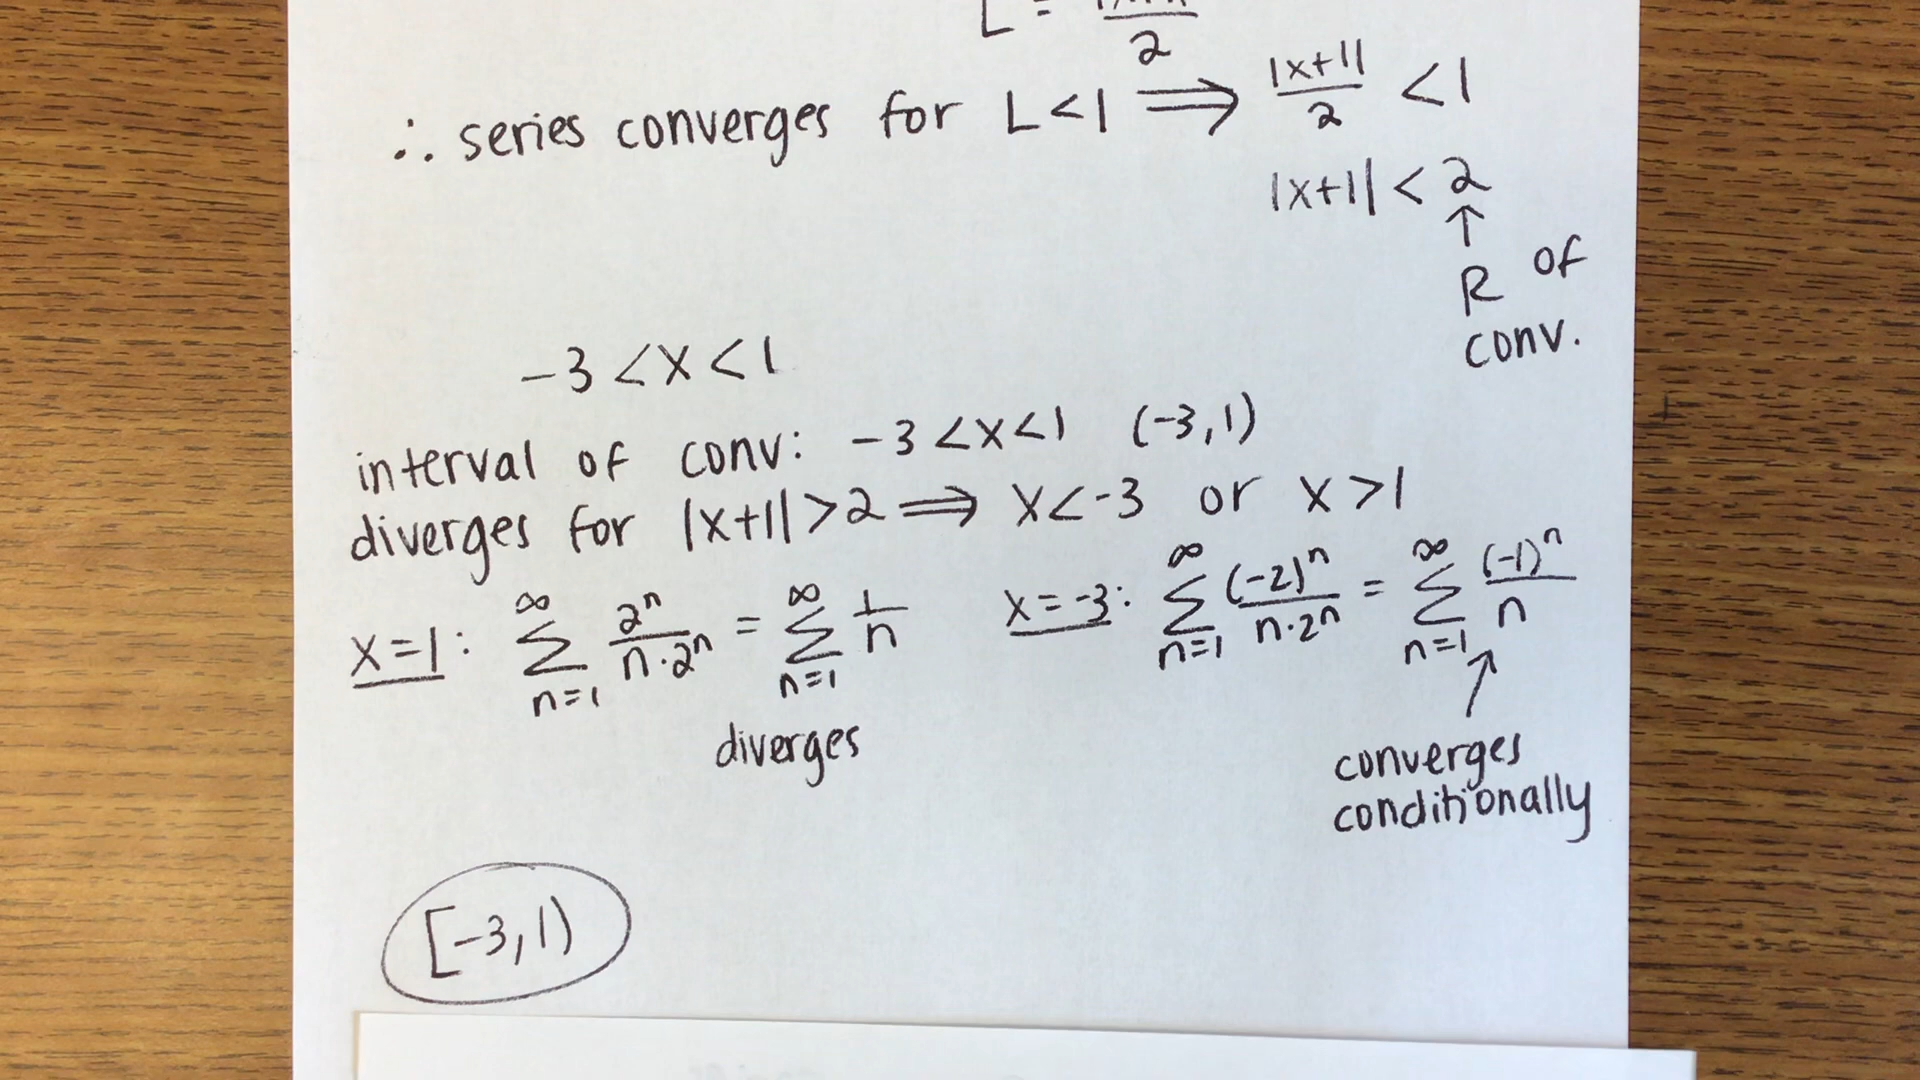 L = 2
∴ series converges for L<1 ⟹ |x+1|/2 < 1
|x+1| < 2
↑
R of
conv.
-3 < x < 1
interval of conv: -3 < x < 1 (-3,1)
diverges for |x+1| > 2 ⟹ x < -3 or x > 1
x=1: ∞∑n=1 2^n/(n·2^n) = ∞∑n=1 1/n
diverges
x=-3: ∞∑n=1 (-2)^n/(n·2^n) = ∞∑n=1 (-1)^n/n
↑
converges
conditionally
[-3,1)